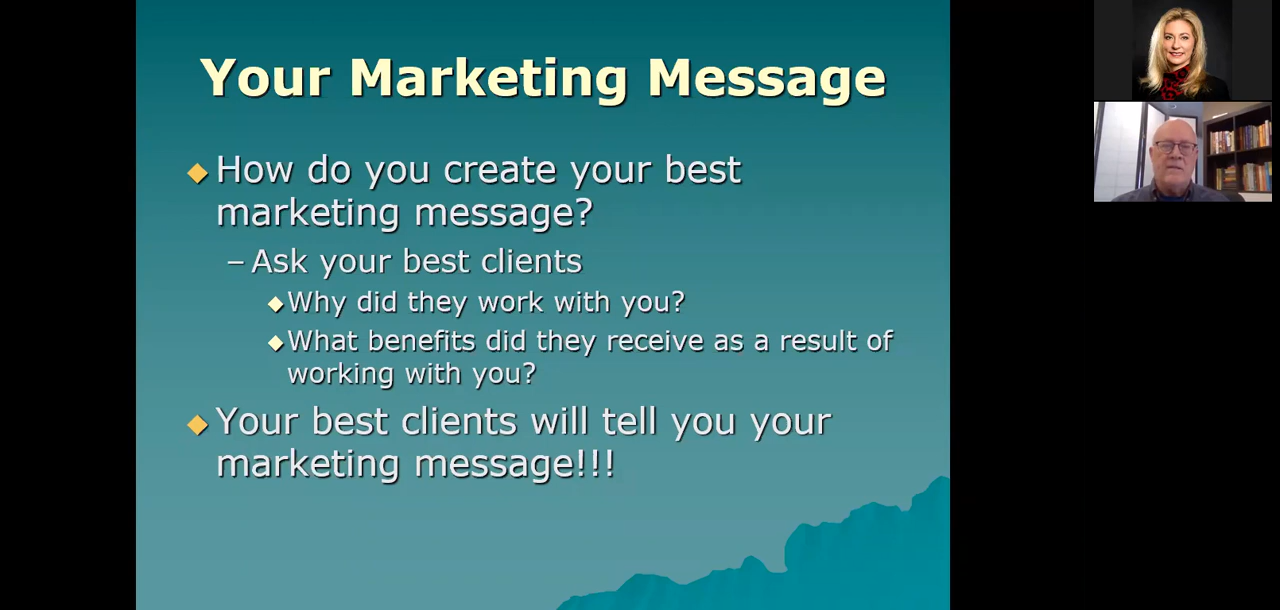 Your Marketing Message
How do you create your best
marketing message?
– Ask your best clients
Why did they work with you?
What benefits did they receive as a result of
working with you?
Your best clients will tell you your
marketing message!!!